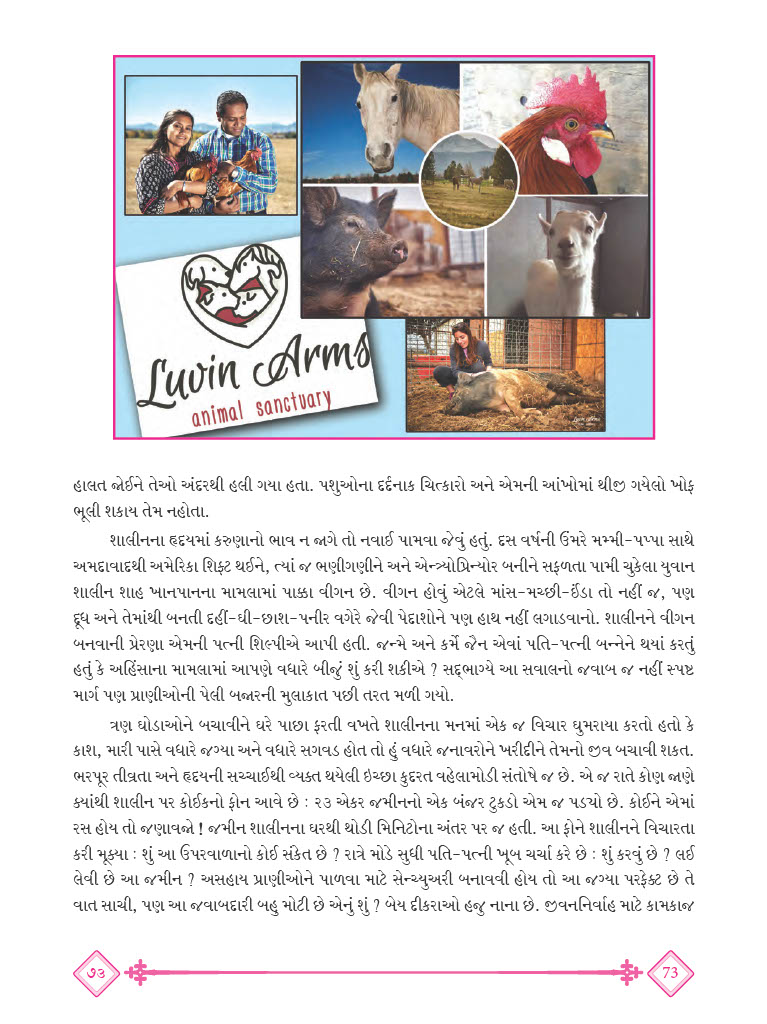 Luvin Arms
animal sanctuary
હાલત જોઈને તેઓ અંદરથી હલી ગયા હતા. પશુઓના દર્દનાક ચિત્કારો અને એમની આંખોમાં થીજી ગયેલો ખોફ
ભૂલી શકાય તેમ નહોતા.
શાલીનના હૃદયમાં કરુણાનો ભાવ ન જાગે તો નવાઈ પામવા જેવું હતું. દસ વર્ષની ઉંમરે મમ્મી-પપ્પા સાથે
અમદાવાદથી અમેરિકા શિફ્ટ થઈને, ત્યાં જ ભણીગણીને અને એન્ત્ર્યોપ્રિન્યોર બનીને સફળતા પામી ચુકેલા યુવાન
શાલીન શાહ ખાનપાનના મામલામાં પાક્કા વીગન છે. વીગન હોવું એટલે માંસ-મચ્છી-ઈંડા તો નહીં જ, પણ
દૂધ અને તેમાંથી બનતી દહીં-ઘી-છાશ-પનીર વગેરે જેવી પેદાશોને પણ હાથ નહીં લગાડવાનો. શાલીનને વીગન
બનવાની પ્રેરણા એમની પત્ની શિલ્પીએ આપી હતી. જન્મે અને કર્મે જૈન એવાં પતિ-પત્ની બન્નેને થયાં કરતું
હતું કે અહિંસાના મામલામાં આપણે વધારે બીજું શું કરી શકીએ ? સદ્ભાગ્યે આ સવાલનો જવાબ જ નહીં સ્પષ્ટ
માર્ગ પણ પ્રાણીઓની પેલી બજારની મુલાકાત પછી તરત મળી ગયો.
ત્રણ ઘોડાઓને બચાવીને ઘરે પાછા ફરતી વખતે શાલીનના મનમાં એક જ વિચાર ઘુમરાયા કરતો હતો કે
કાશ, મારી પાસે વધારે જગ્યા અને વધારે સગવડ હોત તો હું વધારે જનાવરોને ખરીદીને તેમનો જીવ બચાવી શકત.
ભરપૂર તીવ્રતા અને હૃદયની સચ્ચાઈથી વ્યક્ત થયેલી ઇચ્છા કુદરત વહેલામોડી સંતોષે જ છે. એ જ રાતે કોણ જાણે
ક્યાંથી શાલીન પર કોઈકનો ફોન આવે છે : ૨૩ એકર જમીનનો એક બંજર ટુકડો એમ જ પડયો છે. કોઈને એમાં
રસ હોય તો જણાવજો ! જમીન શાલીનના ઘરથી થોડી મિનિટોના અંતર પર જ હતી. આ ફોને શાલીનને વિચારતા
કરી મૂક્યા : શું આ ઉપરવાળાનો કોઈ સંકેત છે ? રાત્રે મોડે સુધી પતિ-પત્ની ખૂબ ચર્ચા કરે છે : શું કરવું છે ? લઈ
લેવી છે આ જમીન ? અસહાય પ્રાણીઓને પાળવા માટે સેન્ચ્યુઅરી બનાવવી હોય તો આ જગ્યા પરફેક્ટ છે તે
વાત સાચી, પણ આ જવાબદારી બહુ મોટી છે એનું શું ? બેય દીકરાઓ હજુ નાના છે. જીવનનિર્વાહ માટે કામકાજ
૭૩
73